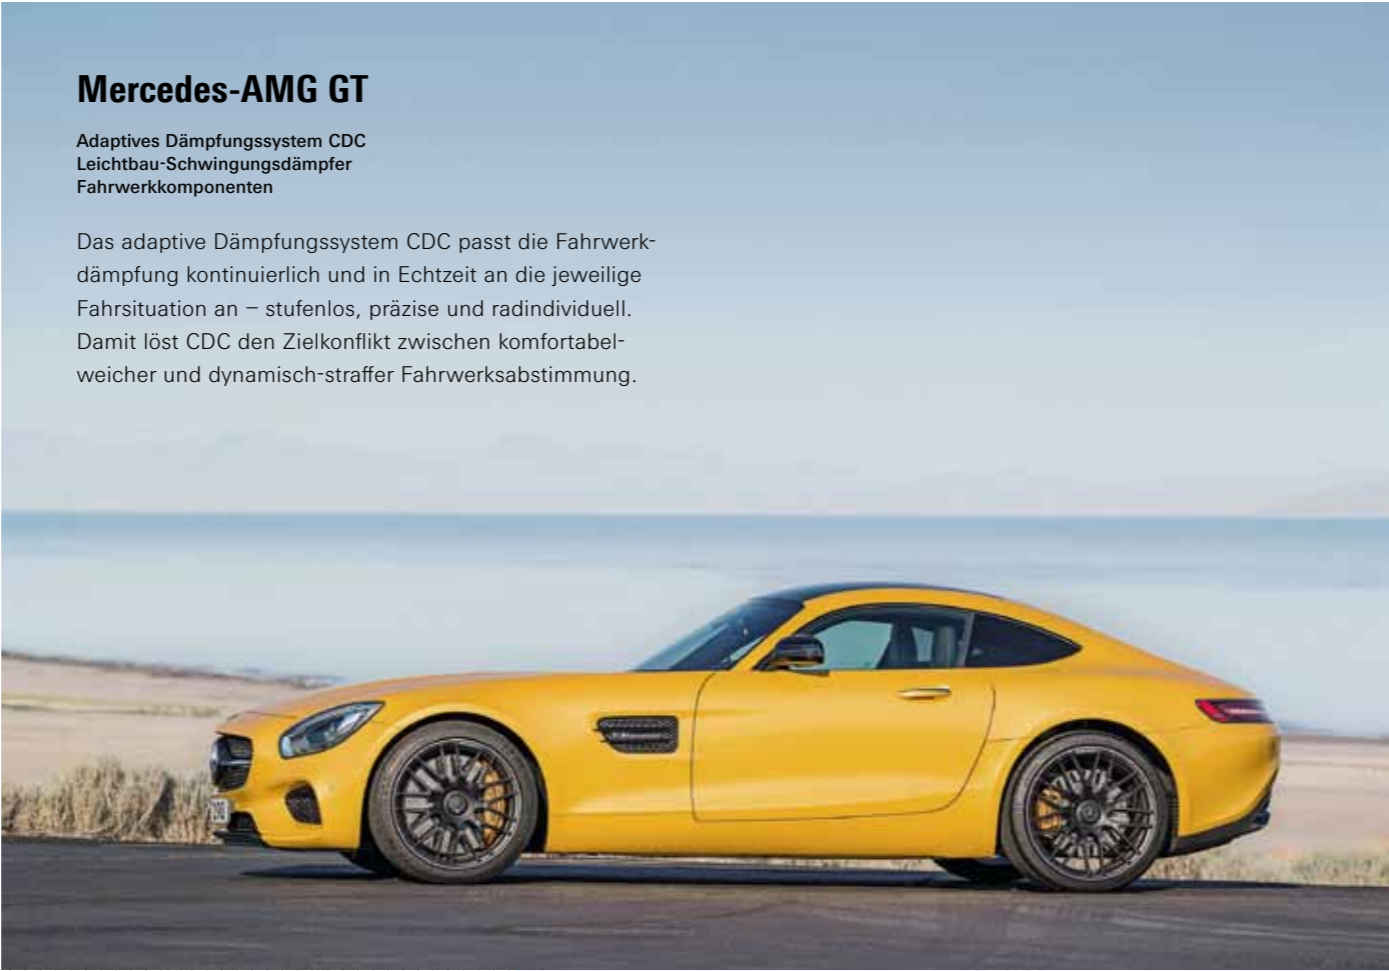 Mercedes-AMG GT
Adaptives Dämpfungssystem CDC
Leichtbau-Schwingungsdämpfer
Fahrwerkkomponenten
Das adaptive Dämpfungssystem CDC passt die Fahrwerk-
dämpfung kontinuierlich und in Echtzeit an die jeweilige
Fahrsituation an – stufenlos, präzise und radindividuell.
Damit löst CDC den Zielkonflikt zwischen komfortabel-
weicher und dynamisch-straffer Fahrwerksabstimmung.